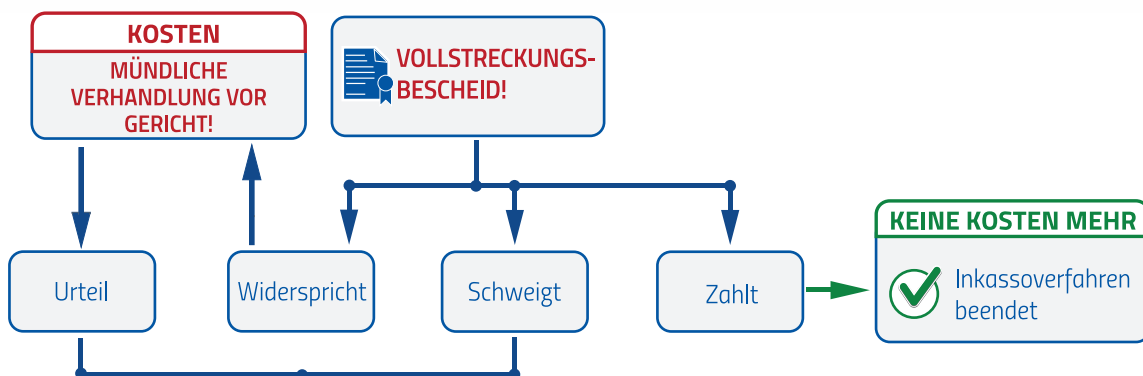 KOSTEN
MÜNDLICHE
VERHANDLUNG VOR
GERICHT!
VOLLSTRECKUNGS-
BESCHEID!
Urteil
Widerspricht
Schweigt
Zahlt
KEINE KOSTEN MEHR
Inkassoverfahren
beendet